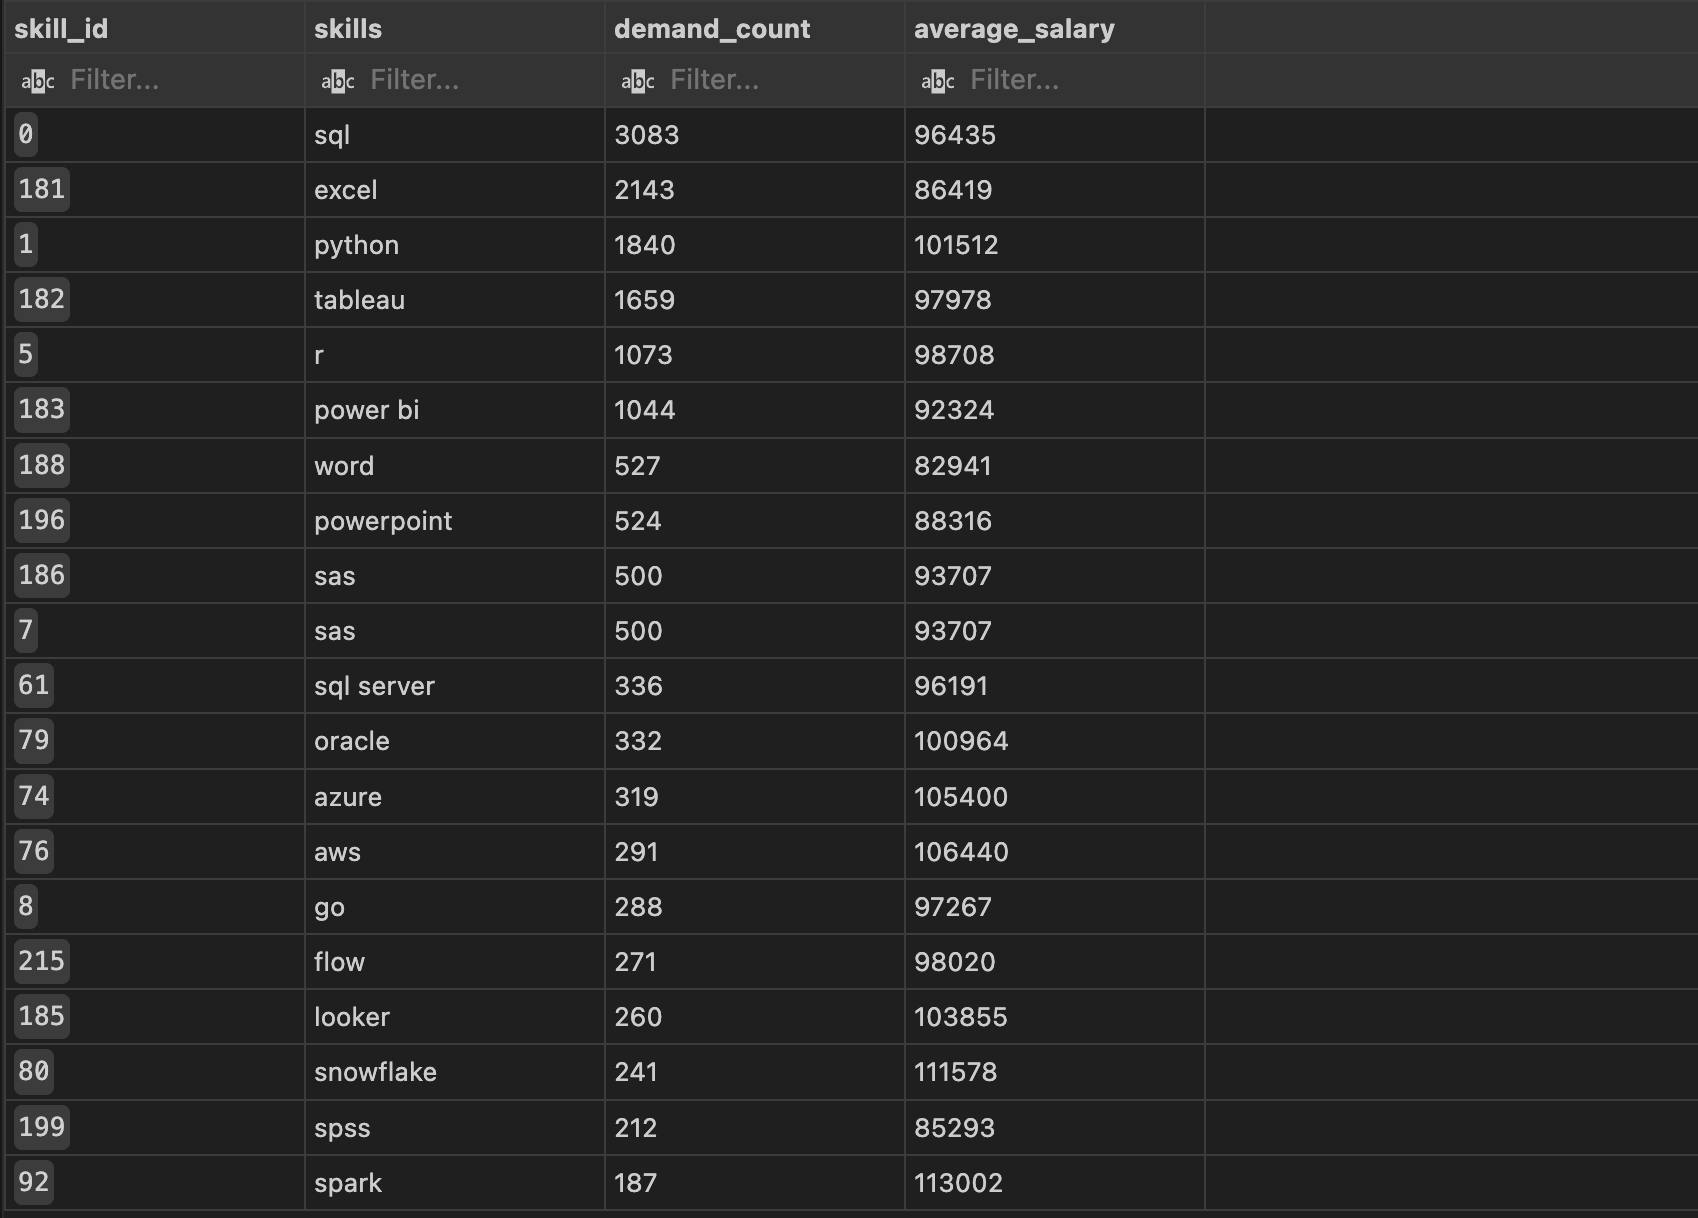 skill_id skills demand_count average_salary
abc Filter... abc Filter... abc Filter... abc Filter...
0 sql 3083 96435
181 excel 2143 86419
1 python 1840 101512
182 tableau 1659 97978
5 r 1073 98708
183 power bi 1044 92324
188 word 527 82941
196 powerpoint 524 88316
186 sas 500 93707
7 sas 500 93707
61 sql server 336 96191
79 oracle 332 100964
74 azure 319 105400
76 aws 291 106440
8 go 288 97267
215 flow 271 98020
185 looker 260 103855
80 snowflake 241 111578
199 spss 212 85293
92 spark 187 113002